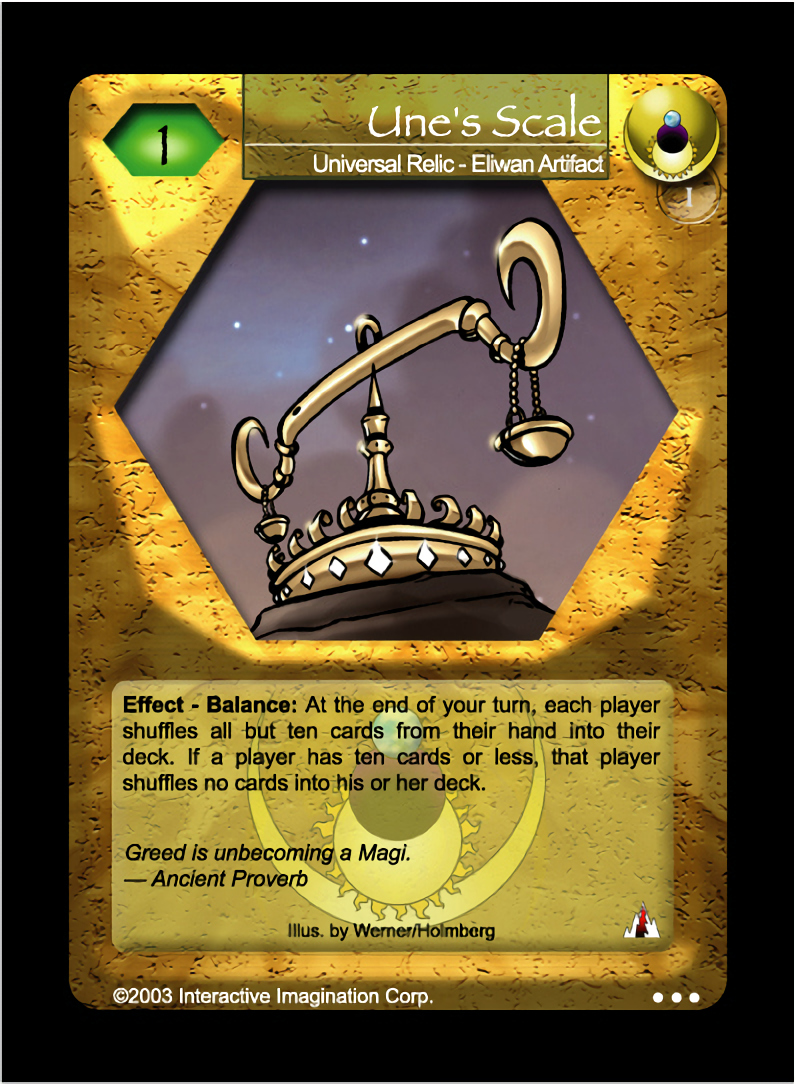 1
Une's Scale
Universal Relic - Eliwan Artifact
I
Effect - Balance: At the end of your turn, each player
shuffles all but ten cards from their hand into their
deck. If a player has ten cards or less, that player
shuffles no cards into his or her deck.
Greed is unbecoming a Magi.
— Ancient Proverb
Illus. by Werner/Holmberg
©2003 Interactive Imagination Corp.